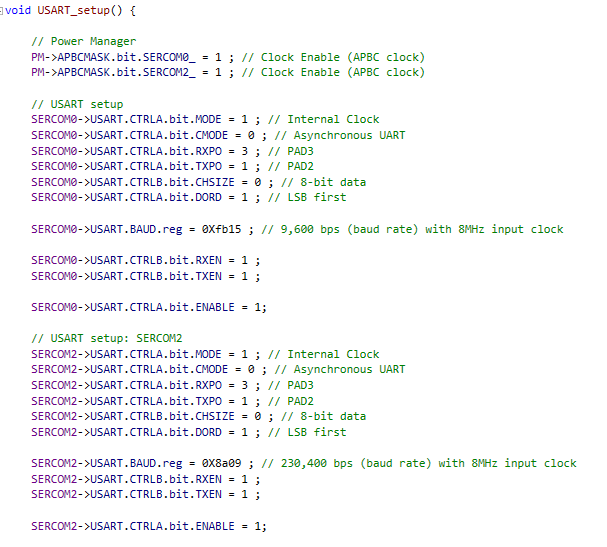 void USART_setup() {
// Power Manager
PM->APBCMASK.bit.SERCOM0_ = 1 ; // Clock Enable (APBC clock)
PM->APBCMASK.bit.SERCOM2_ = 1 ; // Clock Enable (APBC clock)
// USART setup
SERCOM0->USART.CTRLA.bit.MODE = 1 ; // Internal Clock
SERCOM0->USART.CTRLA.bit.CMODE = 0 ; // Asynchronous UART
SERCOM0->USART.CTRLA.bit.RXPO = 3 ; // PAD3
SERCOM0->USART.CTRLA.bit.TXPO = 1 ; // PAD2
SERCOM0->USART.CTRLB.bit.CHSIZE = 0 ; // 8-bit data
SERCOM0->USART.CTRLA.bit.DORD = 1 ; // LSB first
SERCOM0->USART.BAUD.reg = 0Xfb15 ; // 9,600 bps (baud rate) with 8MHz input clock
SERCOM0->USART.CTRLB.bit.RXEN = 1 ;
SERCOM0->USART.CTRLB.bit.TXEN = 1 ;
SERCOM0->USART.CTRLA.bit.ENABLE = 1;
// USART setup: SERCOM2
SERCOM2->USART.CTRLA.bit.MODE = 1 ; // Internal Clock
SERCOM2->USART.CTRLA.bit.CMODE = 0 ; // Asynchronous UART
SERCOM2->USART.CTRLA.bit.RXPO = 3 ; // PAD3
SERCOM2->USART.CTRLA.bit.TXPO = 1 ; // PAD2
SERCOM2->USART.CTRLB.bit.CHSIZE = 0 ; // 8-bit data
SERCOM2->USART.CTRLA.bit.DORD = 1 ; // LSB first
SERCOM2->USART.BAUD.reg = 0X8a09 ; // 230,400 bps (baud rate) with 8MHz input clock
SERCOM2->USART.CTRLB.bit.RXEN = 1 ;
SERCOM2->USART.CTRLB.bit.TXEN = 1 ;
SERCOM2->USART.CTRLA.bit.ENABLE = 1;